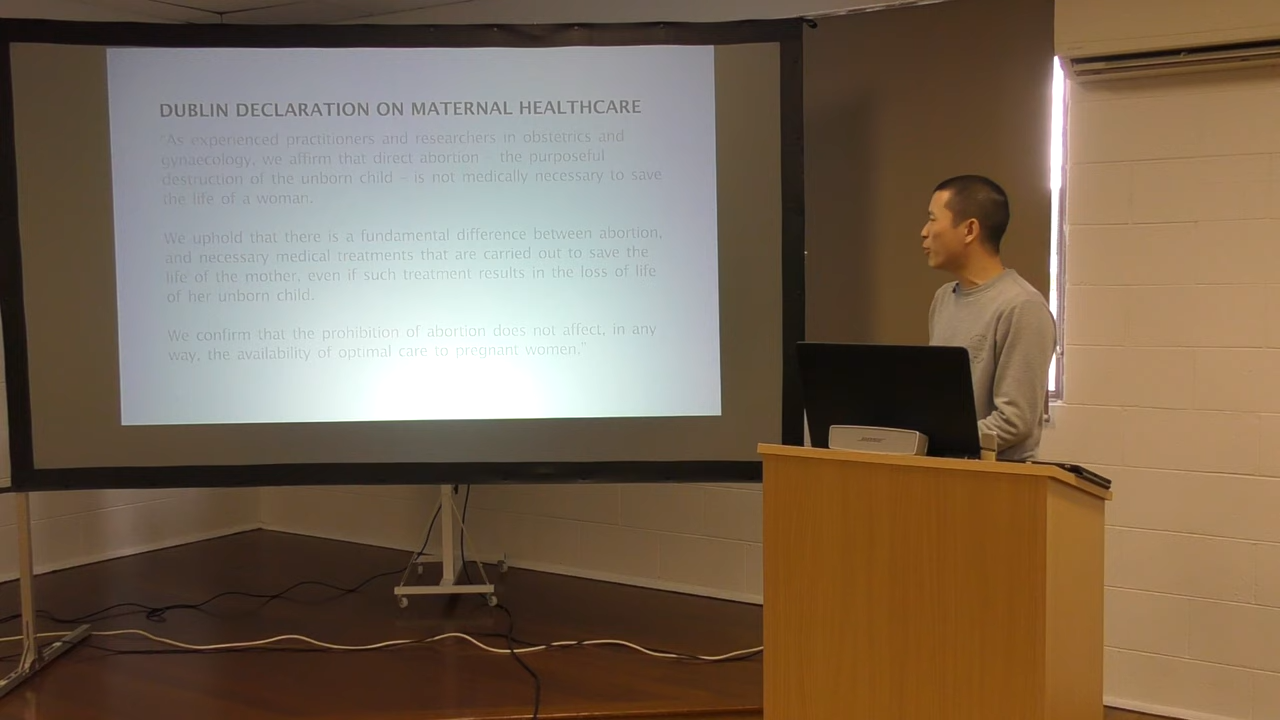 DUBLIN DECLARATION ON MATERNAL HEALTHCARE
"As experienced practitioners and researchers in obstetrics and
gynaecology, we affirm that direct abortion – the purposeful
destruction of the unborn child – is not medically necessary to save
the life of a woman.
We uphold that there is a fundamental difference between abortion,
and necessary medical treatments that are carried out to save the
life of the mother, even if such treatment results in the loss of life
of her unborn child.
We confirm that the prohibition of abortion does not affect, in any
way, the availability of optimal care to pregnant women."